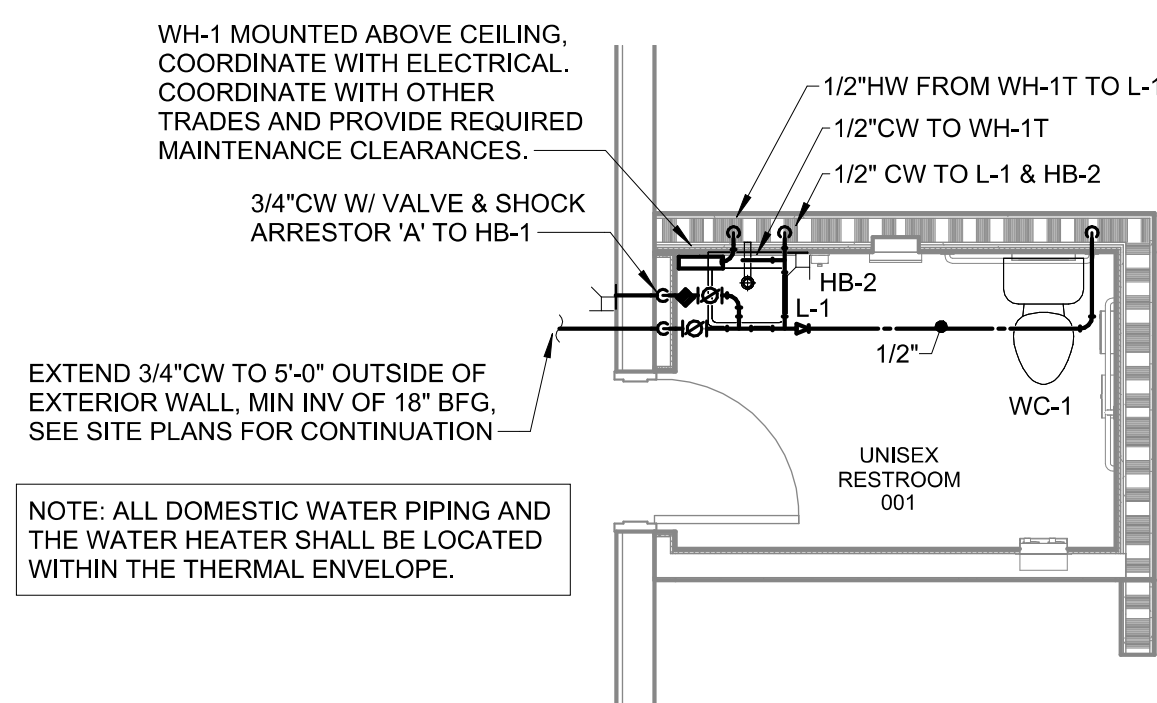 WH-1 MOUNTED ABOVE CEILING,
COORDINATE WITH ELECTRICAL.
COORDINATE WITH OTHER
TRADES AND PROVIDE REQUIRED
MAINTENANCE CLEARANCES.
1/2"HW FROM WH-1T TO L-1
1/2"CW TO WH-1T
1/2" CW TO L-1 & HB-2
3/4"CW W/ VALVE & SHOCK
ARRESTOR 'A' TO HB-1
HB-2
L-1
1/2"
WC-1
EXTEND 3/4"CW TO 5'-0" OUTSIDE OF
EXTERIOR WALL, MIN INV OF 18" BFG,
SEE SITE PLANS FOR CONTINUATION
UNISEX
RESTROOM
001
NOTE: ALL DOMESTIC WATER PIPING AND
THE WATER HEATER SHALL BE LOCATED
WITHIN THE THERMAL ENVELOPE.